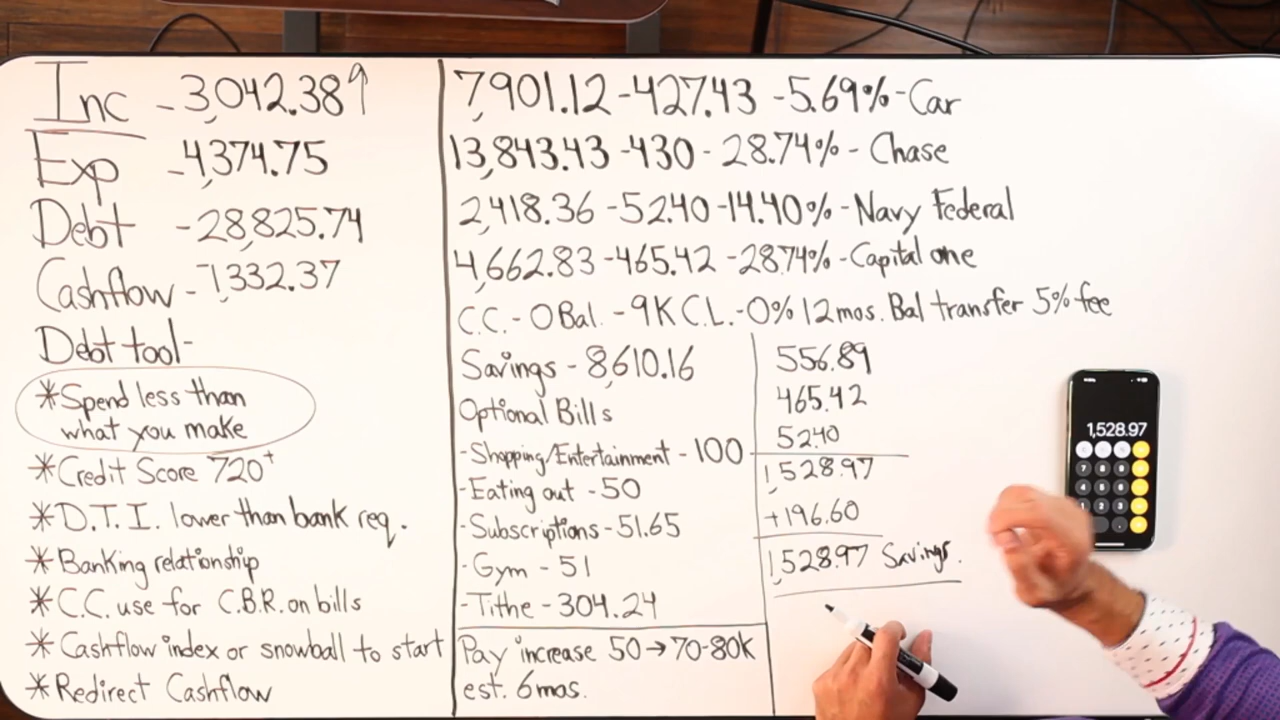 Inc - 3,042.38
Exp - 4,374.75
Debt - 28,825.74
Cashflow - -1,332.37
Debt tool-
*Spend less than
what you make
*Credit Score 720+
*D.T.I. lower than bank req.
*Banking relationship
*C.C. use for C.B.R. on bills
*Cashflow index or snowball to start
*Redirect Cashflow
7,901.12 - 427.43 - 5.69% - Car
13,843.43 - 430 - 28.74% - Chase
2,418.36 - 52.40 - 14.40% - Navy Federal
4,662.83 - 465.42 - 28.74% - Capital one
C.C. - 0 Bal. - 9K C.L. - 0% 12 mos. Bal transfer 5% fee
Savings - 8,610.16
Optional Bills
- Shopping/Entertainment - 100
- Eating out - 50
- Subscriptions - 51.65
- Gym - 51
- Tithe - 304.24
Pay increase 50→70-80K
est. 6mos.
556.89
465.42
52.40
1,528.97
+196.60
1,528.97 Savings.
1,528.97
7 8 9
4 5 6